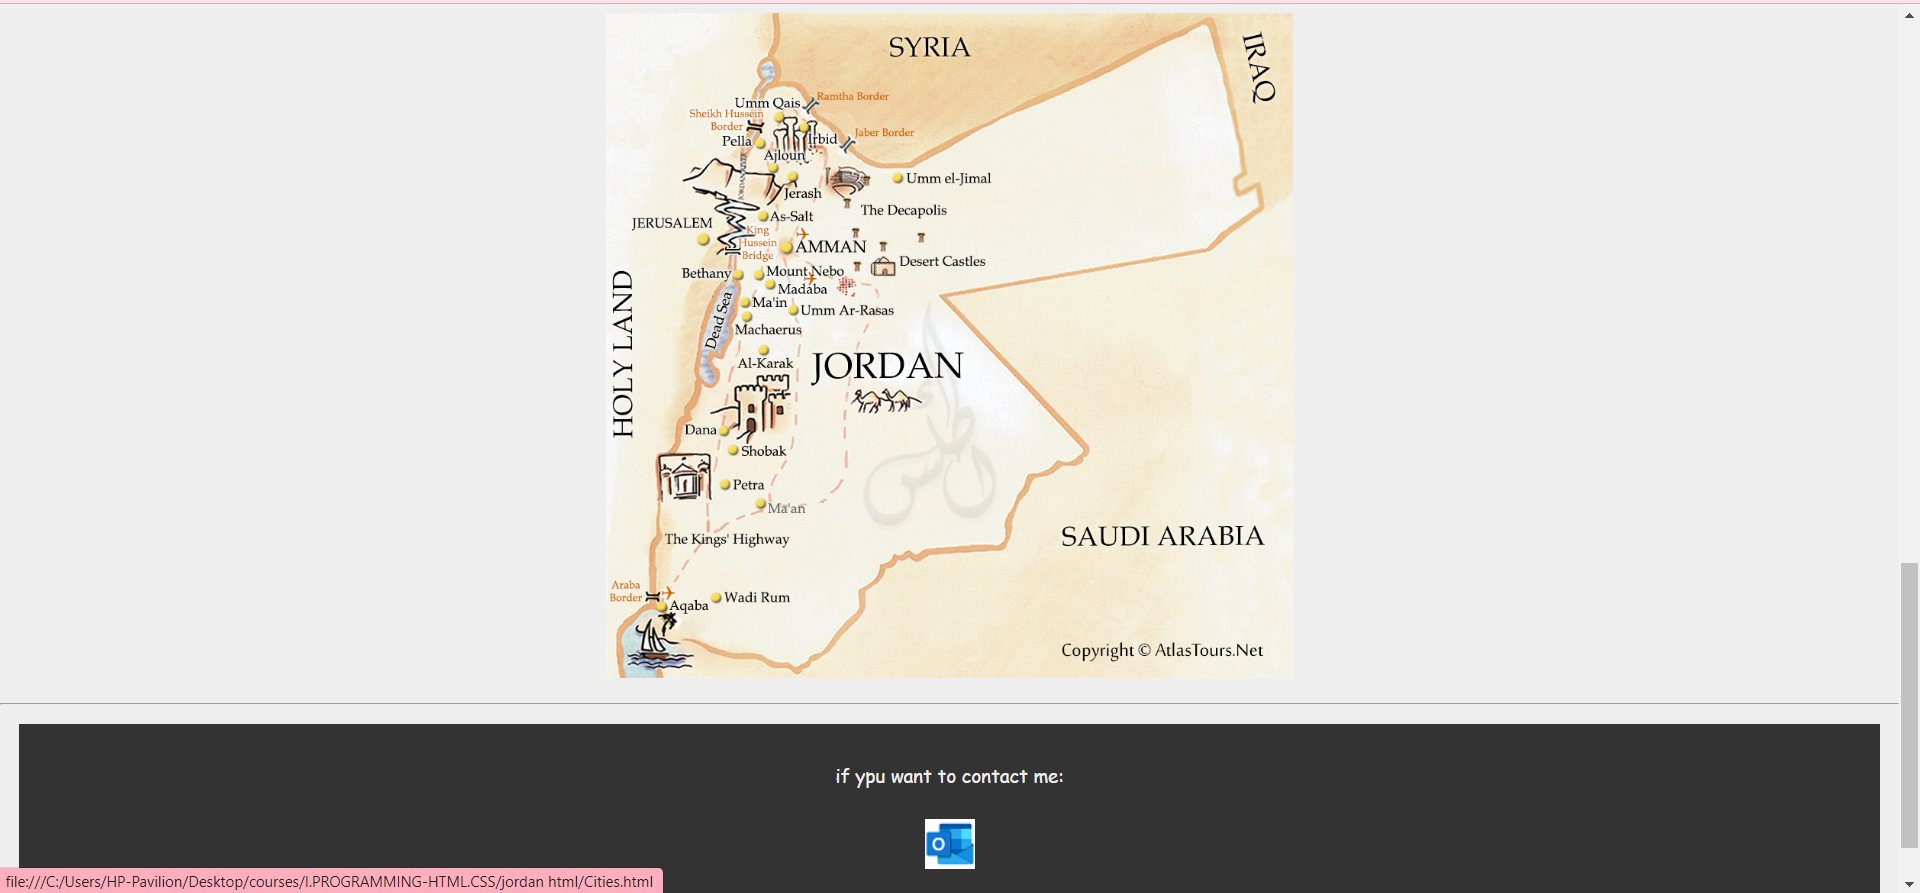 SYRIA
IRAQ
Umm Qais
Ramtha Border
Sheikh Hussein
Border
Jaber Border
Pella
Irbid
Ajloun
JORDAN
Umm el-Jimal
Jerash
The Decapolis
As-Salt
JERUSALEM
King
Hussein
Bridge
AMMAN
Desert Castles
Bethany
Mount Nebo
Madaba
Ma'in
Umm Ar-Rasas
HOLY LAND
Dead Sea
Machaerus
Al-Karak
JORDAN
أطلس
Dana
Shobak
Petra
Ma'an
The Kings' Highway
SAUDI ARABIA
Araba
Border
Aqaba
Wadi Rum
Copyright © AtlasTours.Net
if ypu want to contact me:
O
file:///C:/Users/HP-Pavilion/Desktop/courses/I.PROGRAMMING-HTML.CSS/jordan html/Cities.html